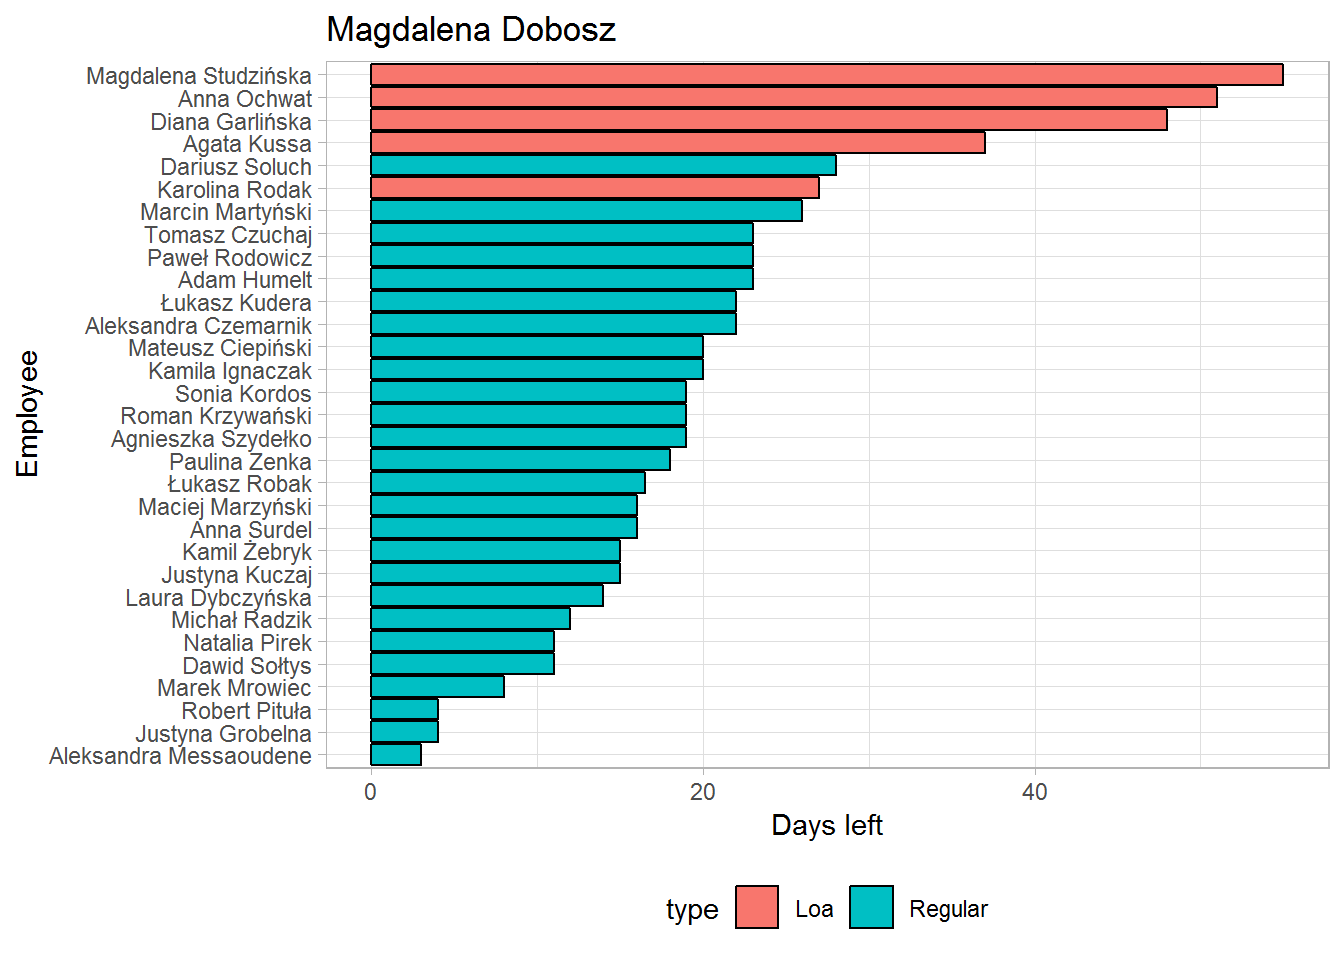 Magdalena Dobosz
Employee
Magdalena Studzińska
Anna Ochwat
Diana Garlińska
Agata Kussa
Dariusz Soluch
Karolina Rodak
Marcin Martyński
Tomasz Czuchaj
Paweł Rodowicz
Adam Humelt
Łukasz Kudera
Aleksandra Czemarnik
Mateusz Ciepiński
Kamila Ignaczak
Sonia Kordos
Roman Krzywański
Agnieszka Szydełko
Paulina Zenka
Łukasz Robak
Maciej Marzyński
Anna Surdel
Kamil Żebryk
Justyna Kuczaj
Laura Dybczyńska
Michał Radzik
Natalia Pirek
Dawid Sołtys
Marek Mrowiec
Robert Pituła
Justyna Grobelna
Aleksandra Messaoudene
0 20 40
Days left
type Loa Regular